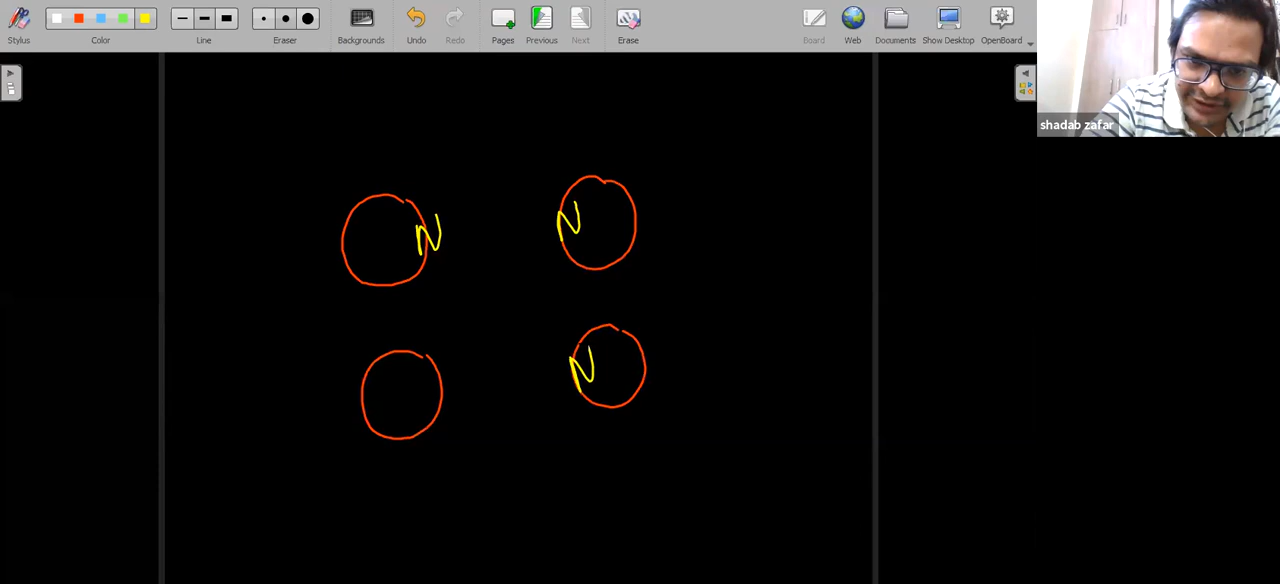 Stylus Color Line Eraser Backgrounds Undo Redo Pages Previous Next Erase Board Web Documents Show Desktop OpenBoard
shadab zafar
N N
N